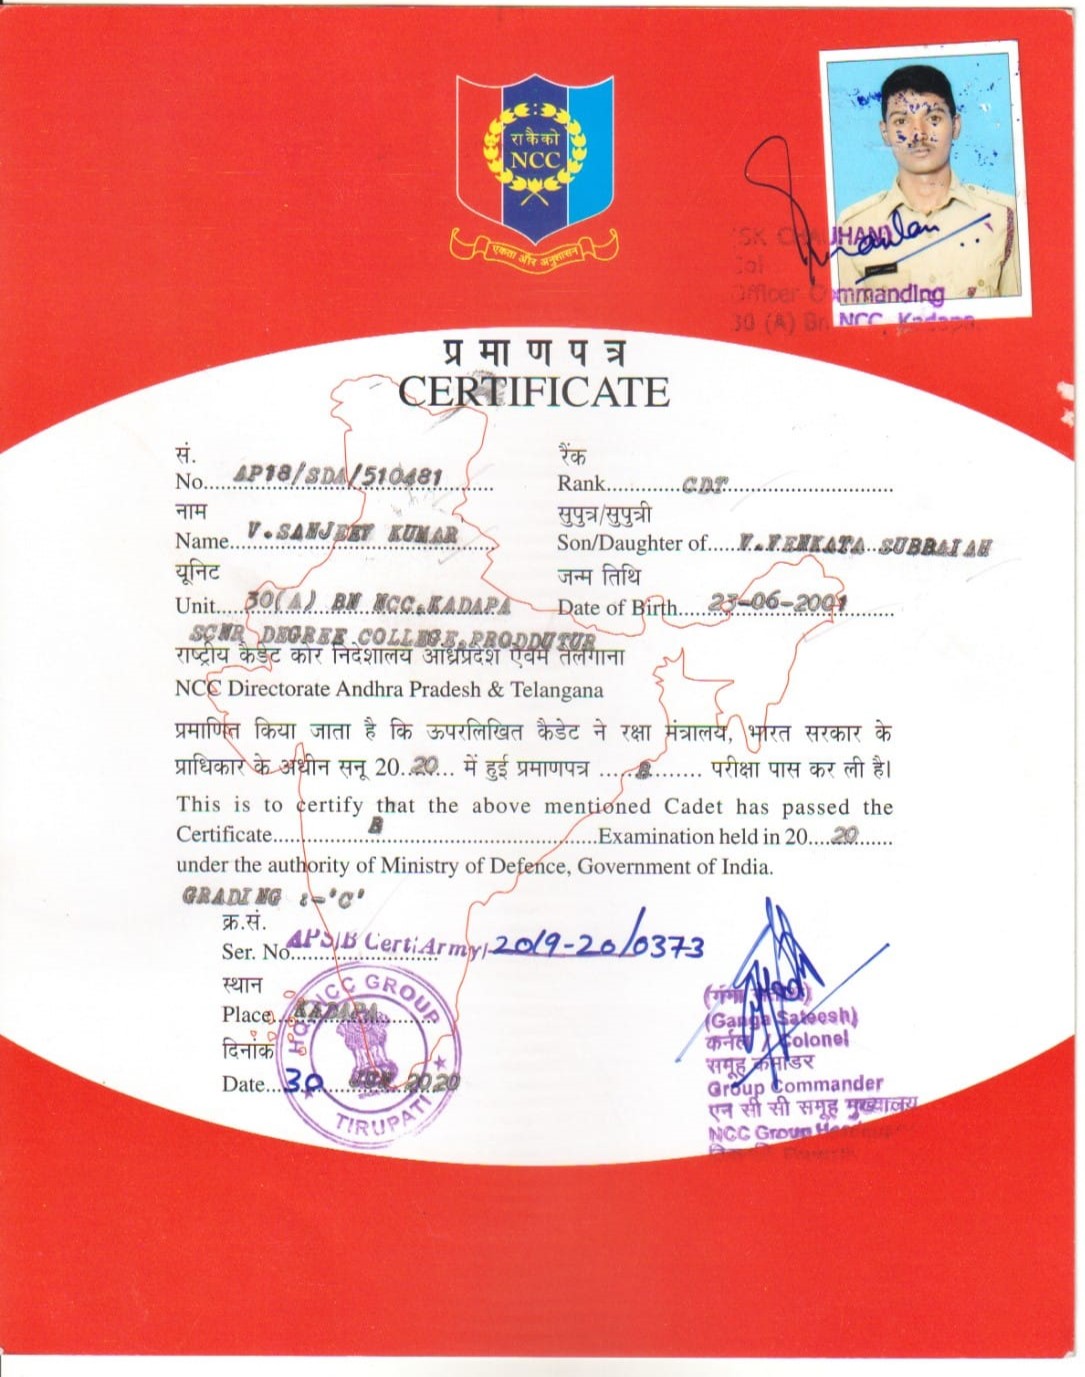 रा कै को
NCC
एकता और अनुशासन
SK CHAUHAN
Col
Officer Commanding
30 (A) Bn NCC, Kadapa
प्र मा ण प त्र
CERTIFICATE
सं. रैंक
No....AP18/SDA/510481 Rank............CDT............
नाम सुपुत्र/सुपुत्री
Name..V.SANJEEV KUMAR Son/Daughter of.....V.VENKATA SUBBAIAH
यूनिट जन्म तिथि
Unit....30(A) BN NCC.KADAPA Date of Birth....23-06-2001
SCNR DEGREE COLLEGE,PRODDUTUR
राष्ट्रीय कैडेट कोर निदेशालय आंध्रप्रदेश एवम तेलंगाना
NCC Directorate Andhra Pradesh & Telangana
प्रमाणित किया जाता है कि ऊपरलिखित कैडेट ने रक्षा मंत्रालय, भारत सरकार के
प्राधिकार के अधीन सनू 20..20... में हुई प्रमाणपत्र .....B........ परीक्षा पास कर ली है।
This is to certify that the above mentioned Cadet has passed the
Certificate............B............Examination held in 20....20......
under the authority of Ministry of Defence, Government of India.
GRADING :-'C'
क्र.सं.
Ser. No. APS/B Cert/Army/-2019-20/0373
स्थान
Place....KADAPA........
दिनांक
Date...30 JUN 2020
HQ NCC GROUP
TIRUPATI
(Ganga Sateesh)
कर्नल / Colonel
समूह कमांडर
Group Commander
एन सी सी समूह मुख्यालय
NCC Group